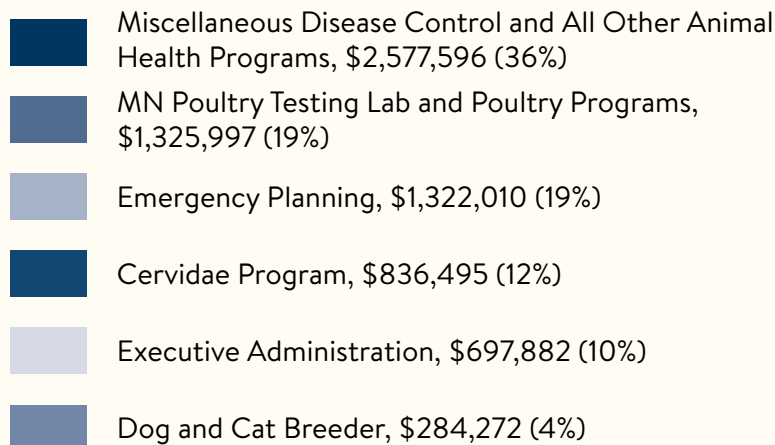 Miscellaneous Disease Control and All Other Animal
Health Programs, $2,577,596 (36%)
MN Poultry Testing Lab and Poultry Programs,
$1,325,997 (19%)
Emergency Planning, $1,322,010 (19%)
Cervidae Program, $836,495 (12%)
Executive Administration, $697,882 (10%)
Dog and Cat Breeder, $284,272 (4%)